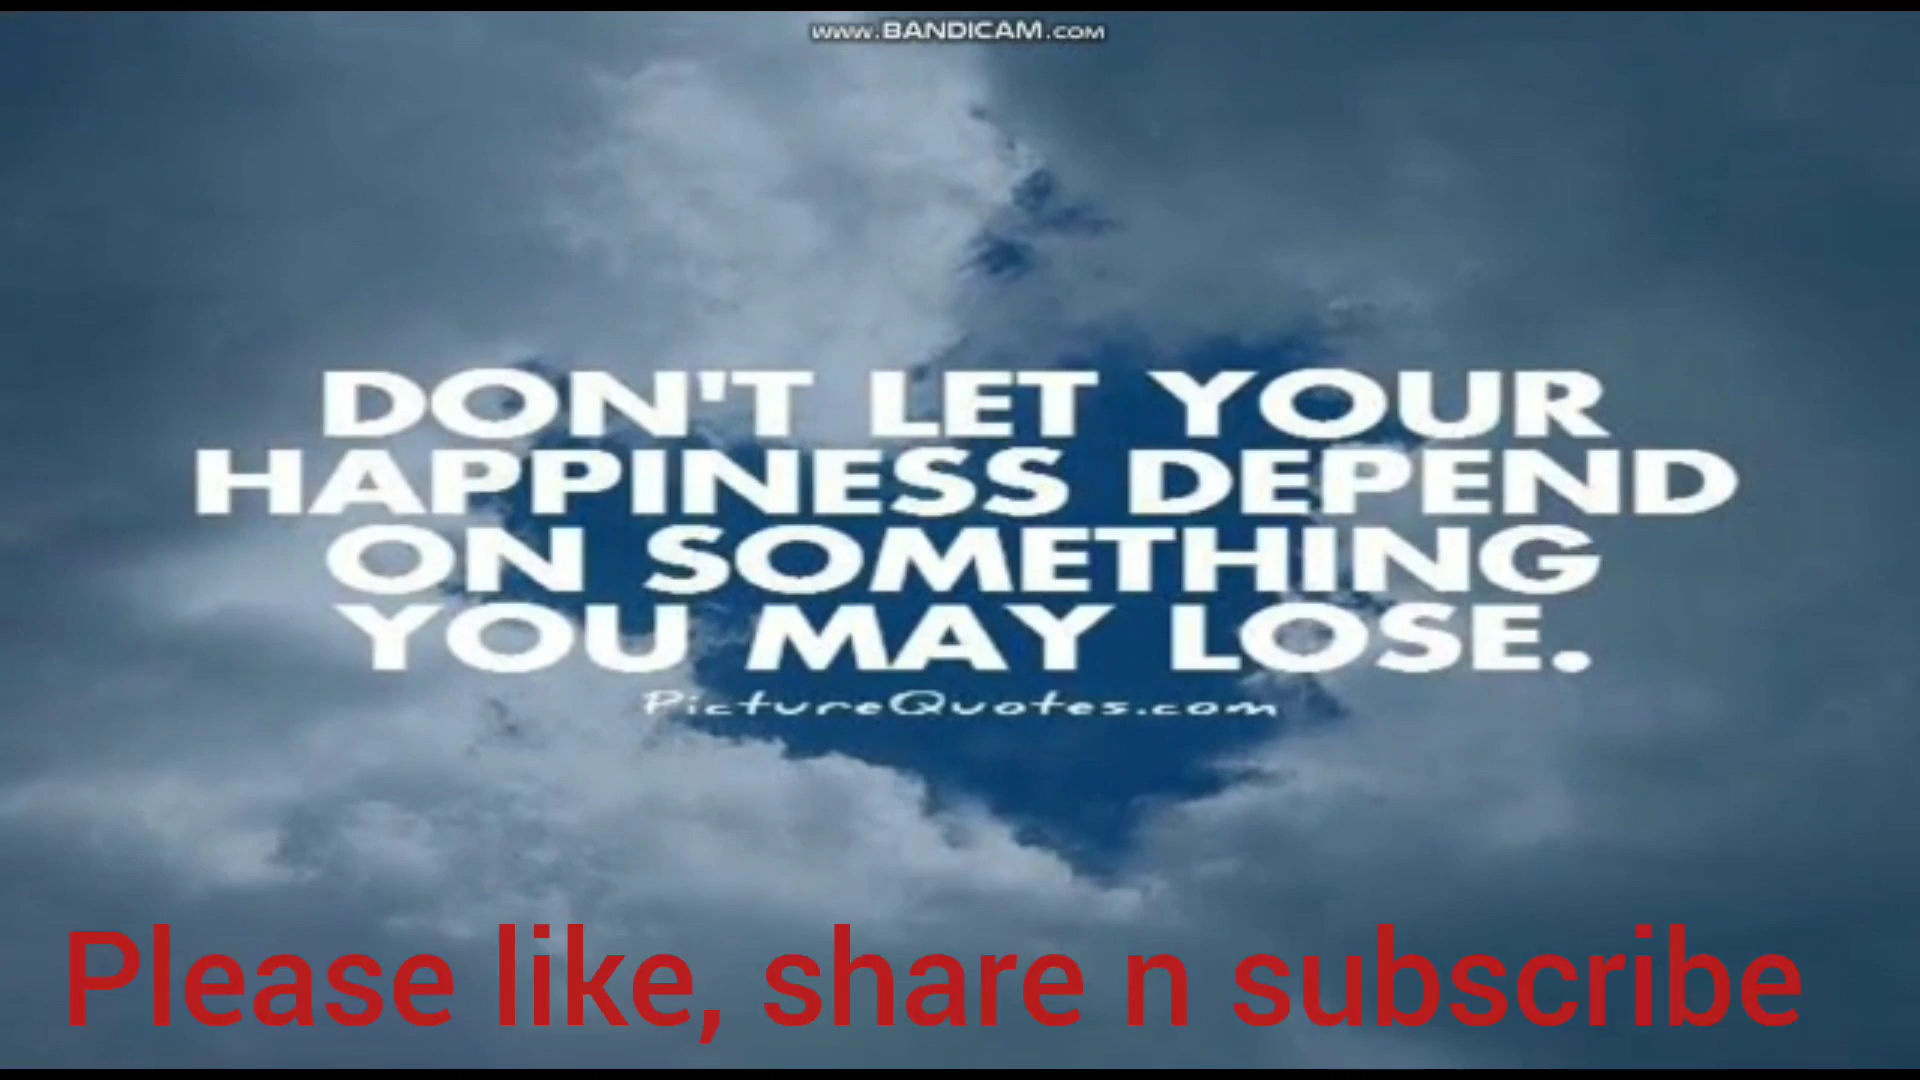 www.BANDICAM.com
DON'T LET YOUR
HAPPINESS DEPEND
ON SOMETHING
YOU MAY LOSE.
PictureQuotes.com
Please like, share n subscribe